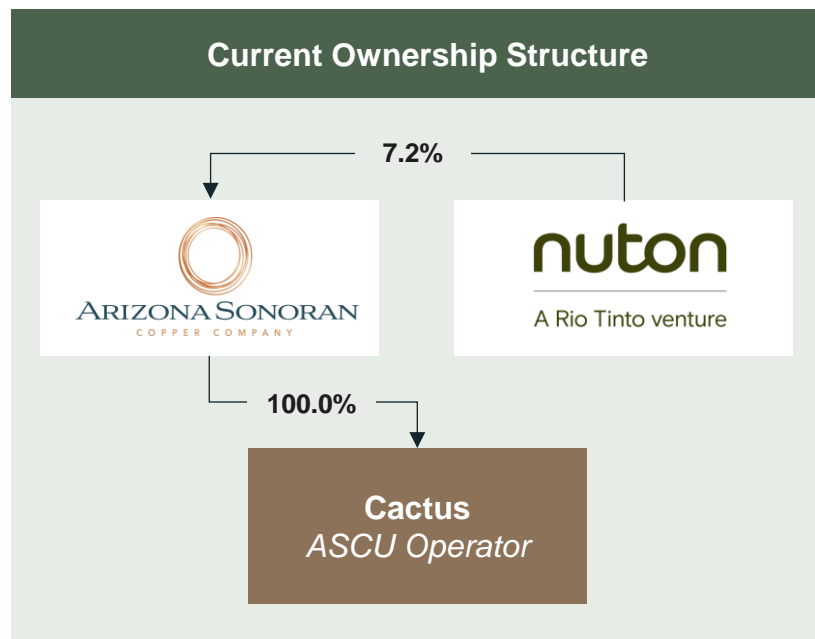 Current Ownership Structure
7.2%
ARIZONA SONORAN
COPPER COMPANY
nuton
A Rio Tinto venture
100.0%
Cactus
ASCU Operator